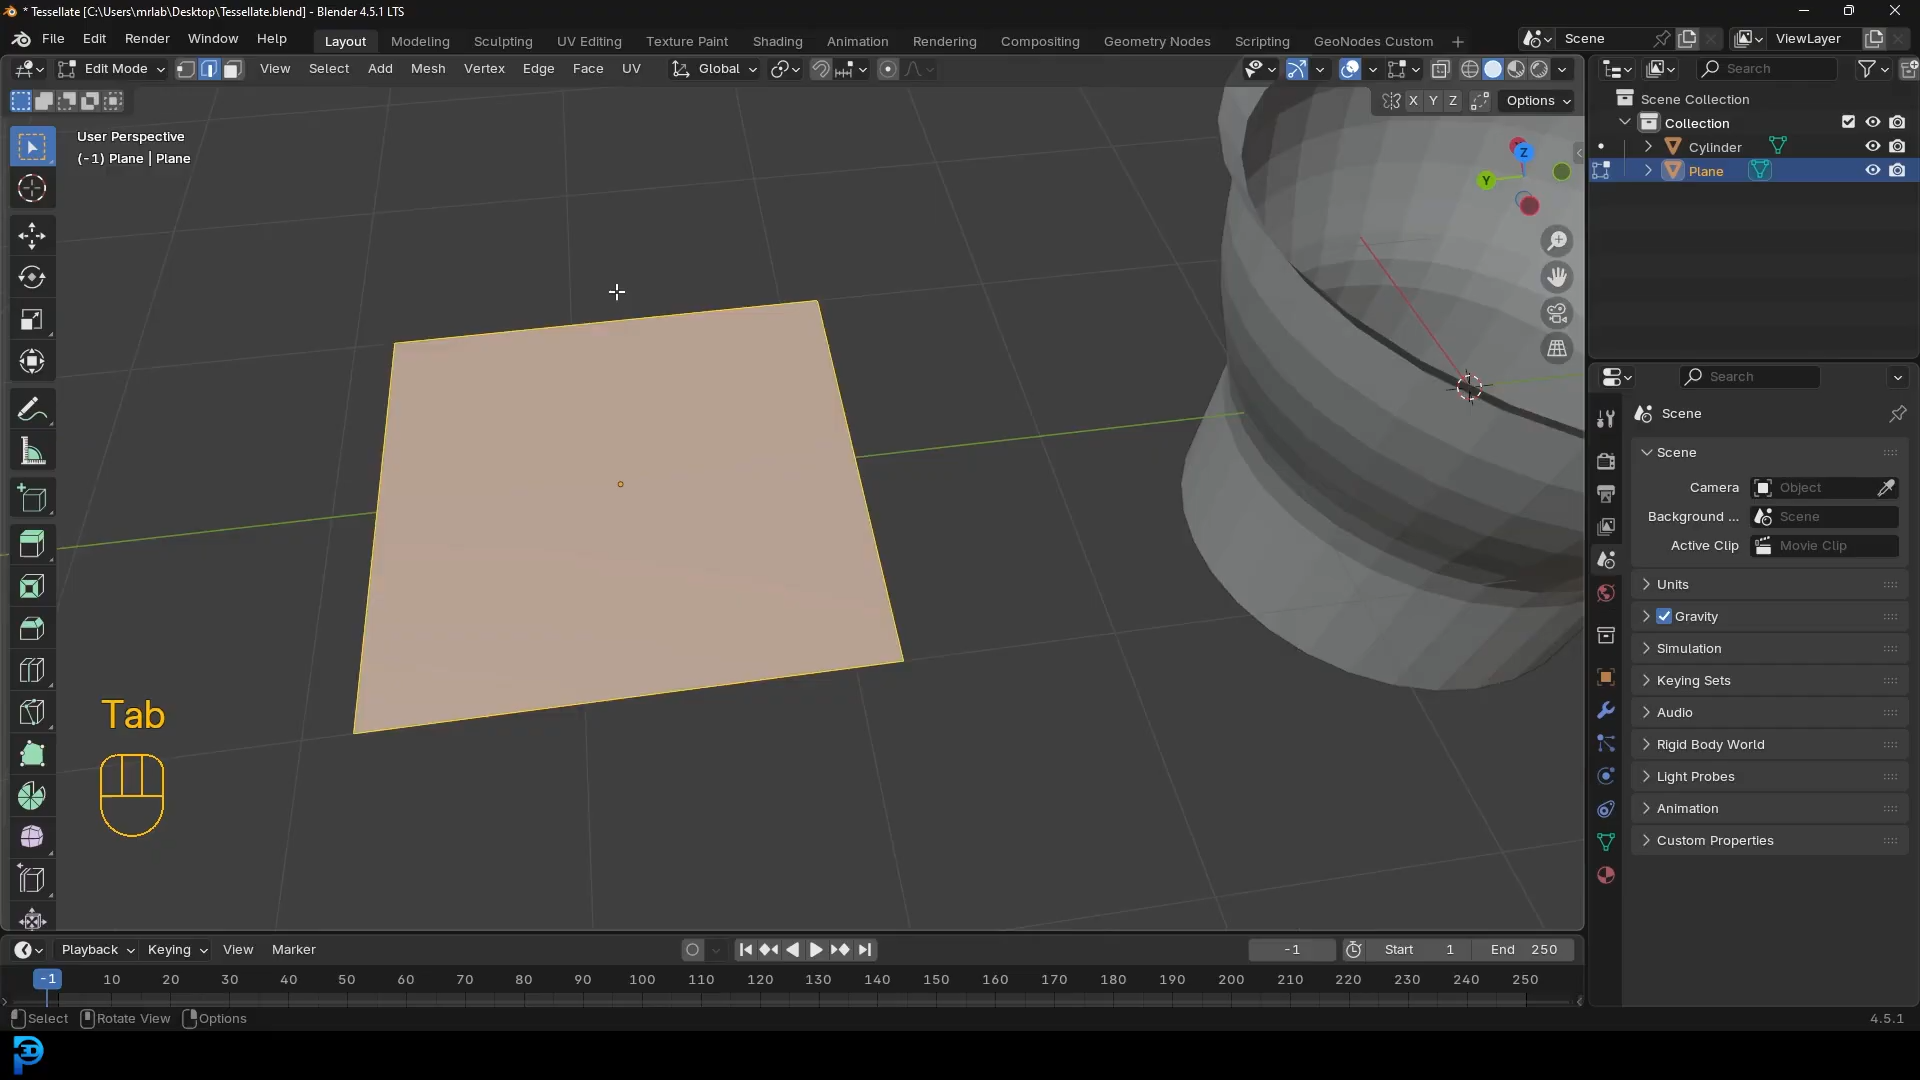 * Tessellate [C:\Users\mrlab\Desktop\Tessellate.blend] - Blender 4.5.1 LTS
File Edit Render Window Help Layout Modeling Sculpting UV Editing Texture Paint Shading Animation Rendering Compositing Geometry Nodes Scripting GeoNodes Custom + Scene ViewLayer
Edit Mode View Select Add Mesh Vertex Edge Face UV Global Search
X Y Z Options
User Perspective
(-1) Plane | Plane
Z
Y
Scene Collection
Collection
Cylinder
Plane
Search
Scene
Scene
Camera Object
Background ... Scene
Active Clip Movie Clip
Units
Gravity
Simulation
Keying Sets
Audio
Rigid Body World
Light Probes
Animation
Custom Properties
Tab
Playback Keying View Marker -1 Start 1 End 250
-1 10 20 30 40 50 60 70 80 90 100 110 120 130 140 150 160 170 180 190 200 210 220 230 240 250
Select Rotate View Options 4.5.1
3D